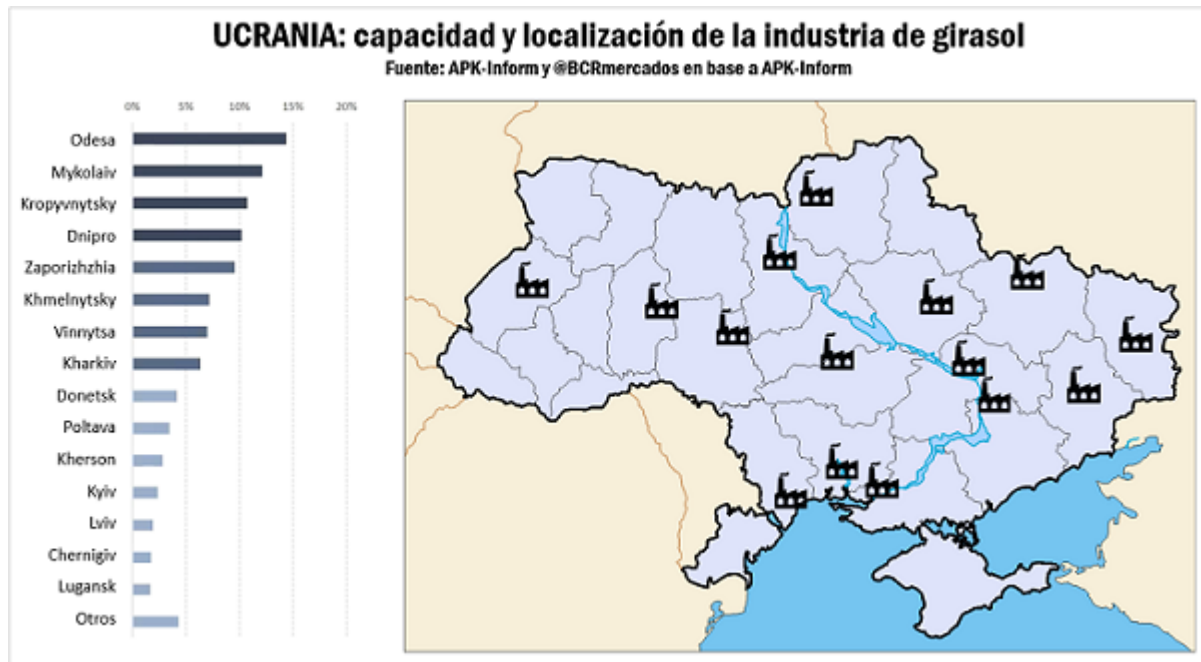 UCRANIA: capacidad y localización de la industria de girasol
Fuente: APK-Inform y @BCRmercados en base a APK-Inform
0% 5% 10% 15% 20%
Odesa
Mykolaiv
Kropyvnytsky
Dnipro
Zaporizhzhia
Khmelnytsky
Vinnytsa
Kharkiv
Donetsk
Poltava
Kherson
Kyiv
Lviv
Chernigiv
Lugansk
Otros